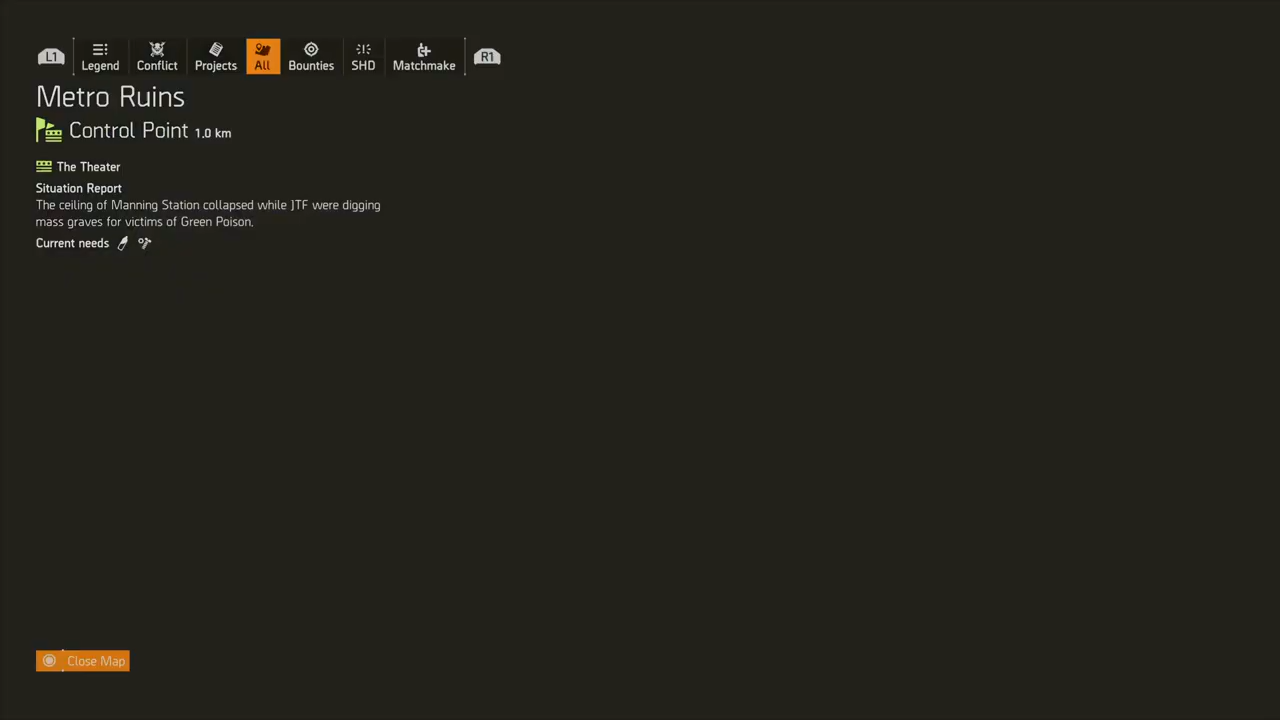 L1 Legend Conflict Projects All Bounties SHD Matchmake R1
Metro Ruins
Control Point 1.0 km
The Theater
Situation Report
The ceiling of Manning Station collapsed while JTF were digging
mass graves for victims of Green Poison.
Current needs
Close Map